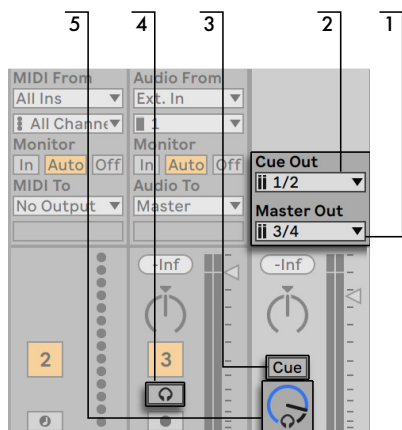 5 4 3 2 1
MIDI From Audio From
All Ins Ext. In
All Channe 1
Monitor Monitor
In Auto Off In Auto Off
Cue Out
1/2
MIDI To Audio To
No Output Master
Master Out
3/4
-Inf -Inf
2 3
Cue